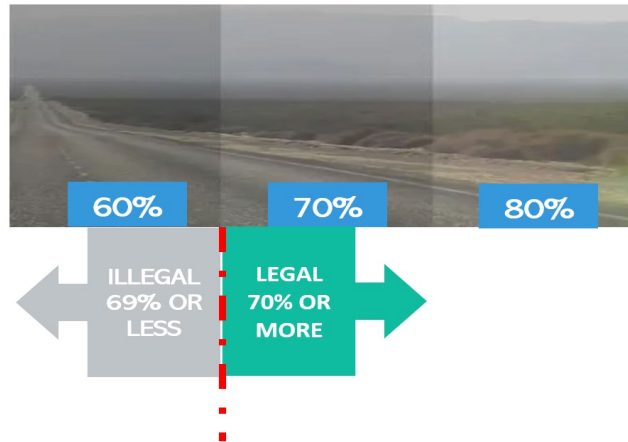 60%
70%
80%
ILLEGAL
69% OR
LESS
LEGAL
70% OR
MORE